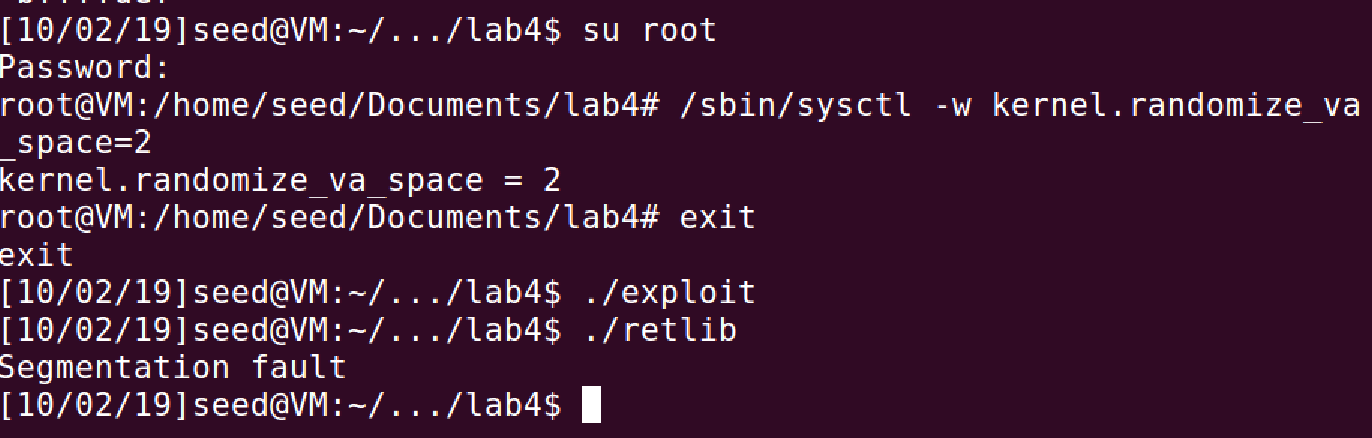 [10/02/19]seed@VM:~/.../lab4$ su root
Password:
root@VM:/home/seed/Documents/lab4# /sbin/sysctl -w kernel.randomize_va
_space=2
kernel.randomize_va_space = 2
root@VM:/home/seed/Documents/lab4# exit
exit
[10/02/19]seed@VM:~/.../lab4$ ./exploit
[10/02/19]seed@VM:~/.../lab4$ ./retlib
Segmentation fault
[10/02/19]seed@VM:~/.../lab4$